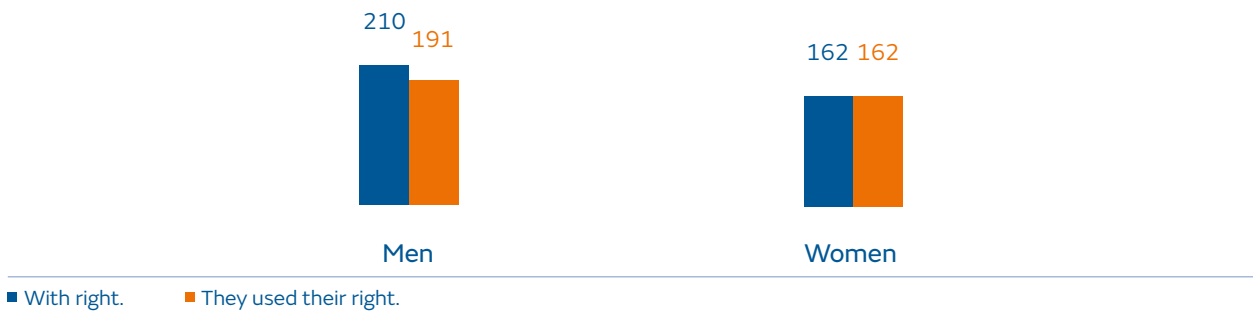 210
191
162 162
Men
Women
With right.
They used their right.